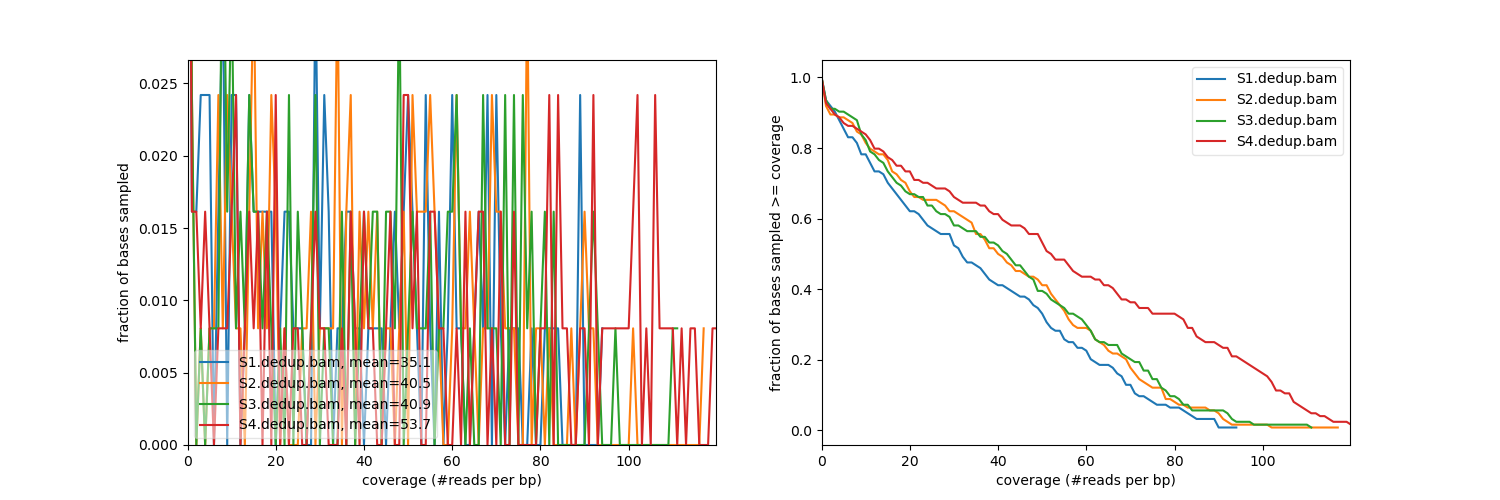 fraction of bases sampled
0.025
0.020
0.015
0.010
0.005
0.000
S1.dedup.bam, mean=35.1
S2.dedup.bam, mean=40.5
S3.dedup.bam, mean=40.9
S4.dedup.bam, mean=53.7
0 20 40 60 80 100
coverage (#reads per bp)
fraction of bases sampled >= coverage
1.0
0.8
0.6
0.4
0.2
0.0
S1.dedup.bam
S2.dedup.bam
S3.dedup.bam
S4.dedup.bam
0 20 40 60 80 100
coverage (#reads per bp)